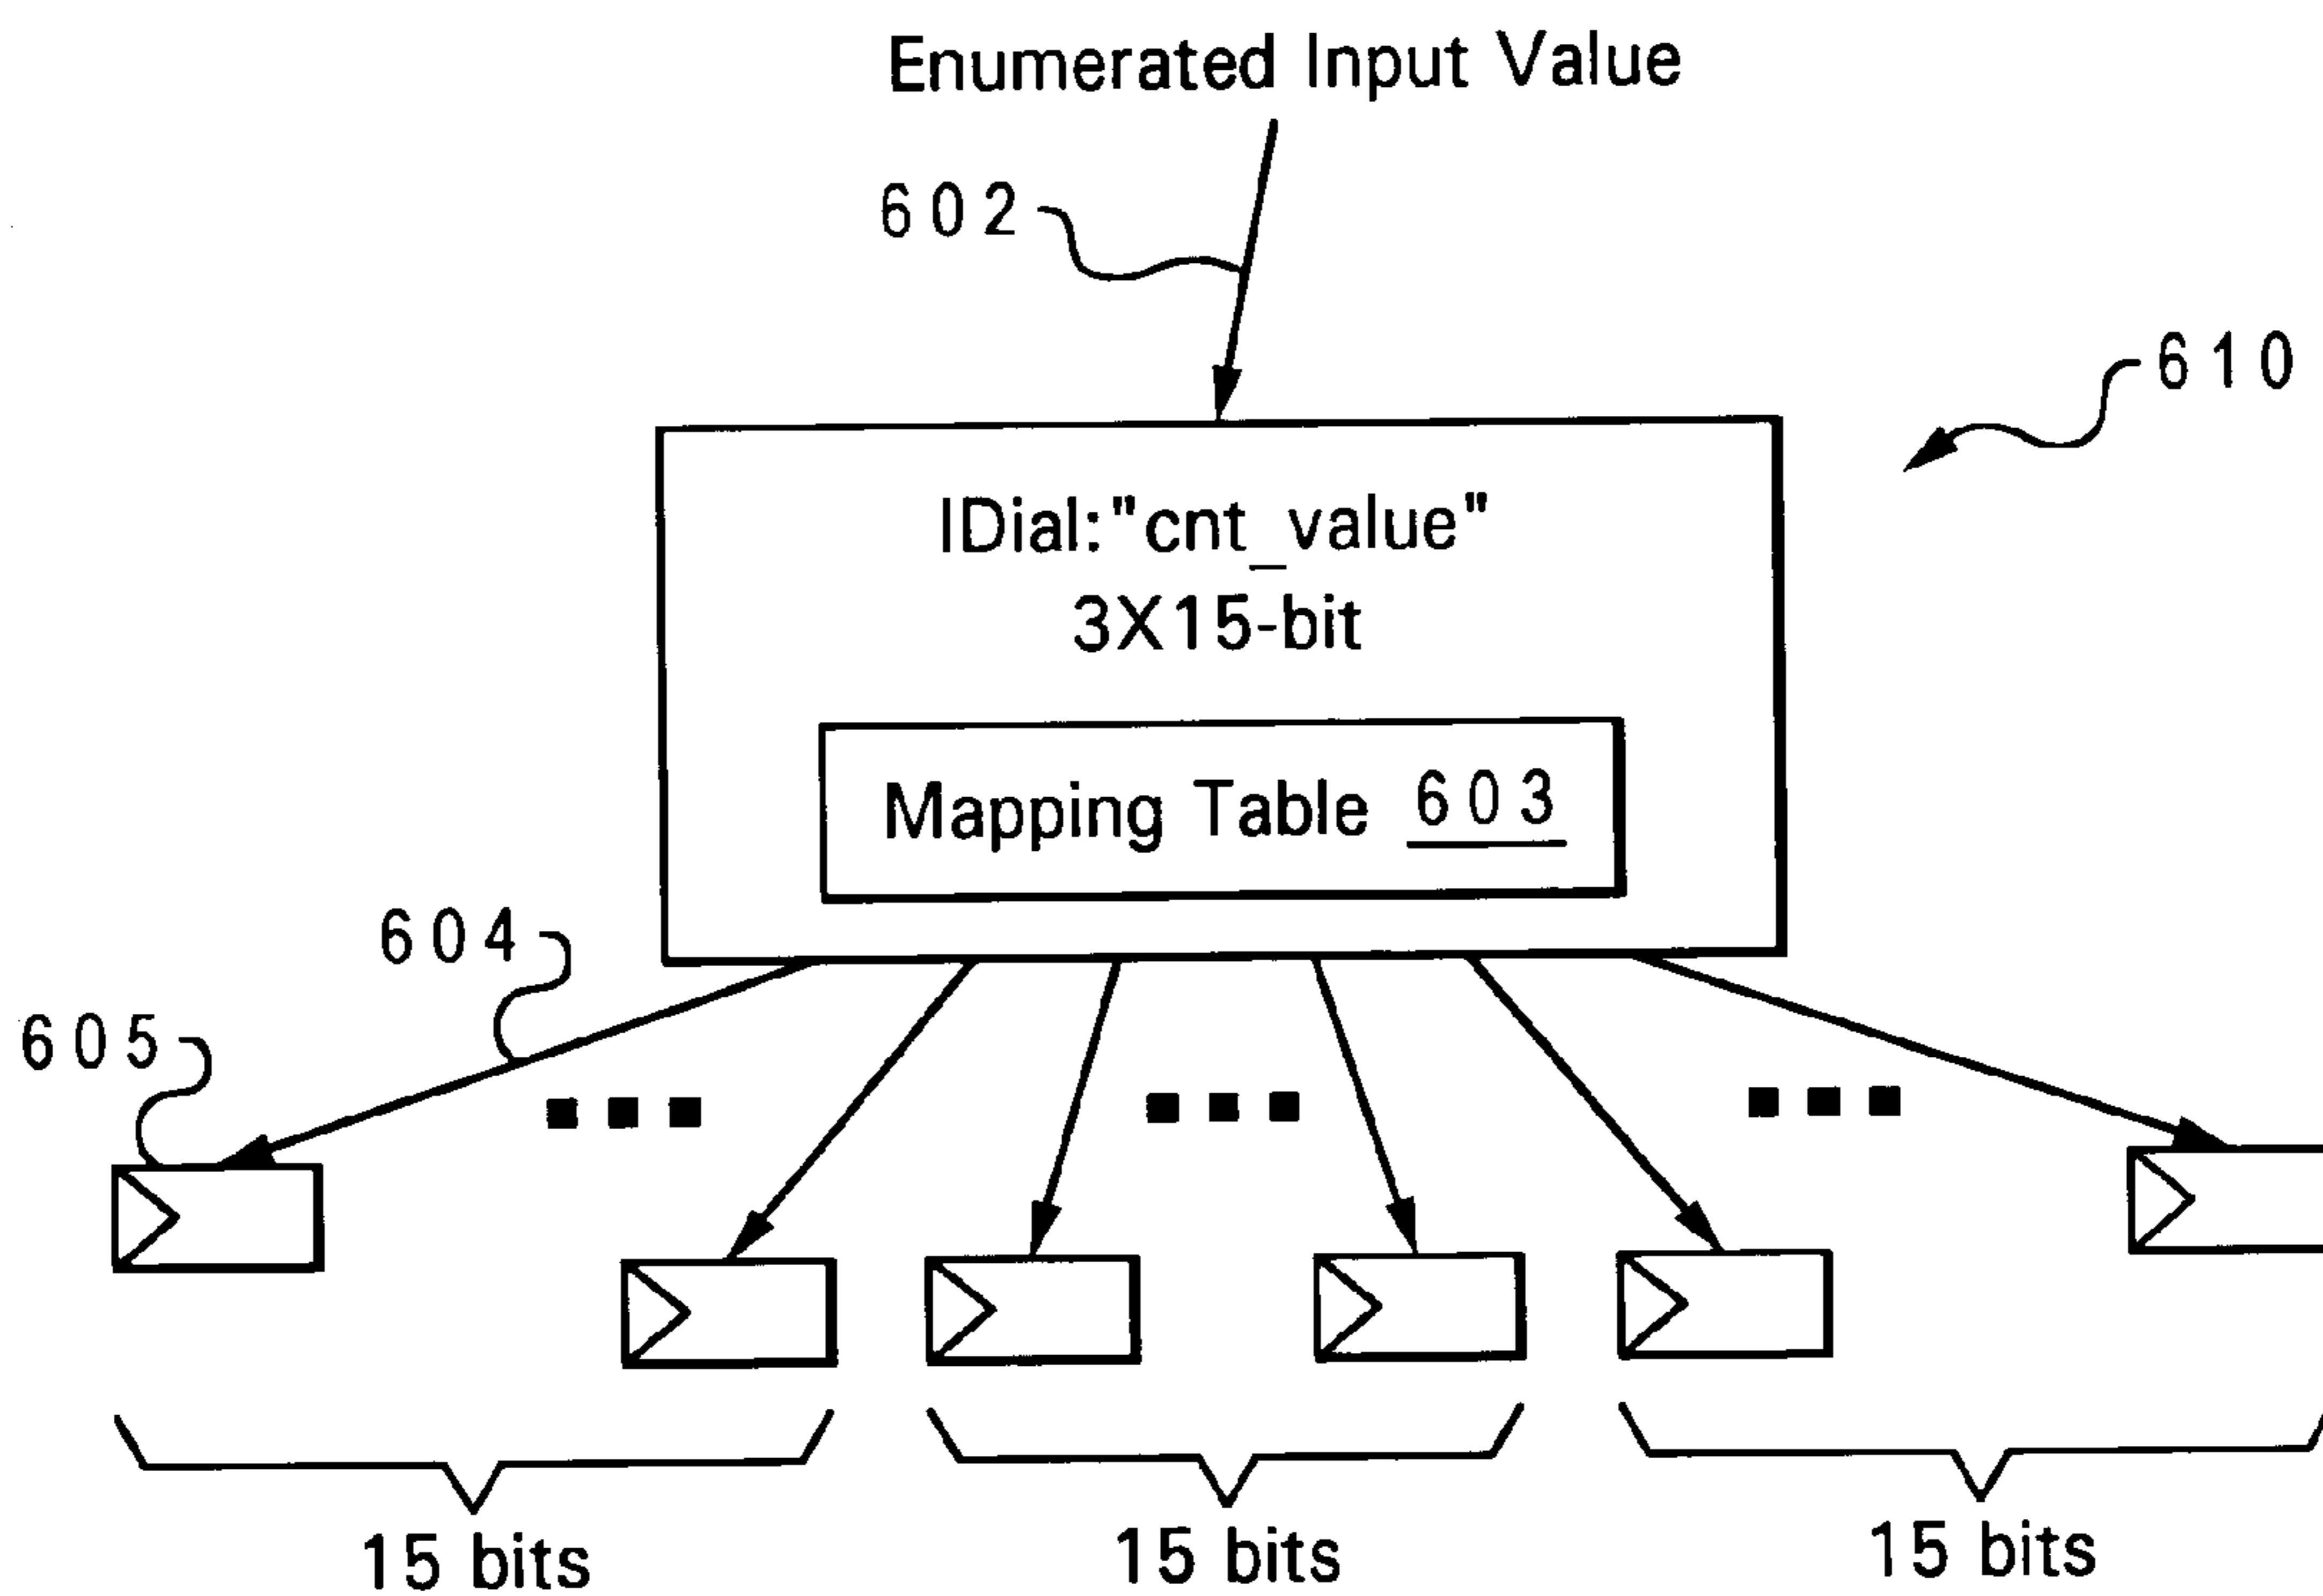 Enumerated Input Value
602
610
IDial:"cnt_value"
3X15-bit
Mapping Table 603
604
605
15 bits
15 bits
15 bits